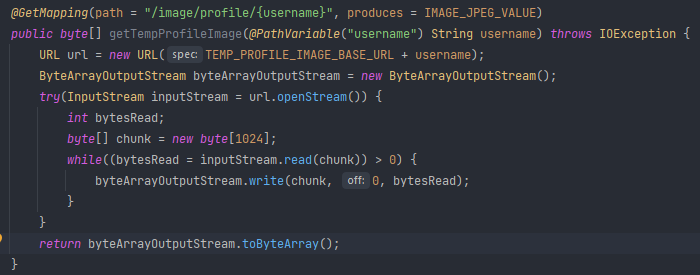 @GetMapping(path = "/image/profile/{username}", produces = IMAGE_JPEG_VALUE)
public byte[] getTempProfileImage(@PathVariable("username") String username) throws IOException {
URL url = new URL( spec: TEMP_PROFILE_IMAGE_BASE_URL + username);
ByteArrayOutputStream byteArrayOutputStream = new ByteArrayOutputStream();
try(InputStream inputStream = url.openStream()) {
int bytesRead;
byte[] chunk = new byte[1024];
while((bytesRead = inputStream.read(chunk)) > 0) {
byteArrayOutputStream.write(chunk, off: 0, bytesRead);
}
}
return byteArrayOutputStream.toByteArray();
}